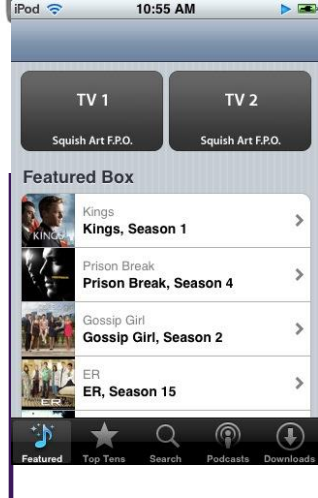 iPod 10:55 AM
TV 1 TV 2
Squish Art F.P.O. Squish Art F.P.O.
Featured Box
KINGS
Kings
Kings, Season 1
Prison Break
Prison Break, Season 4
Gossip Girl
Gossip Girl, Season 2
ER
ER
ER, Season 15
Featured Top Tens Search Podcasts Downloads